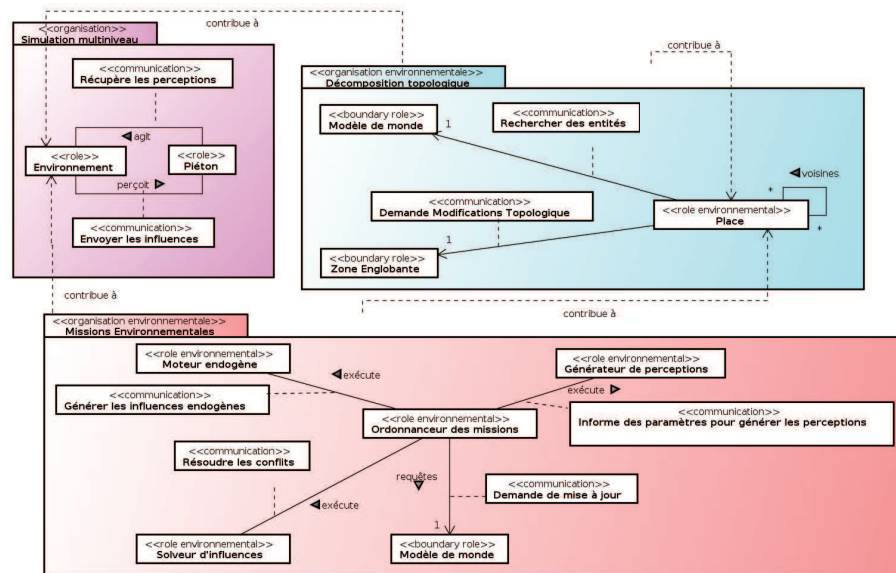 contribue à
<<organisation>>
Simulation multiniveau
<<communication>>
Récupère les perceptions
agit
<<role>>
Environnement
<<role>>
Piéton
perçoit
<<communication>>
Envoyer les influences
contribue à
<<organisation environnementale>>
Décomposition topologique
<<boundary role>>
Modèle de monde
1
<<communication>>
Rechercher des entités
voisines
*
<<communication>>
Demande Modifications Topologique
<<role environnemental>>
Place
*
1
<<boundary role>>
Zone Englobante
contribue à
contribue à
<<organisation environnementale>>
Missions Environnementales
<<role environnemental>>
Moteur endogène
exécute
<<role environnemental>>
Générateur de perceptions
exécute
<<communication>>
Générer les influences endogènes
<<role environnemental>>
Ordonnanceur des missions
<<communication>>
Informe des paramètres pour générer les perceptions
<<communication>>
Résoudre les conflits
requêtes
<<communication>>
Demande de mise à jour
exécute
1
<<role environnemental>>
Solveur d'influences
<<boundary role>>
Modèle de monde